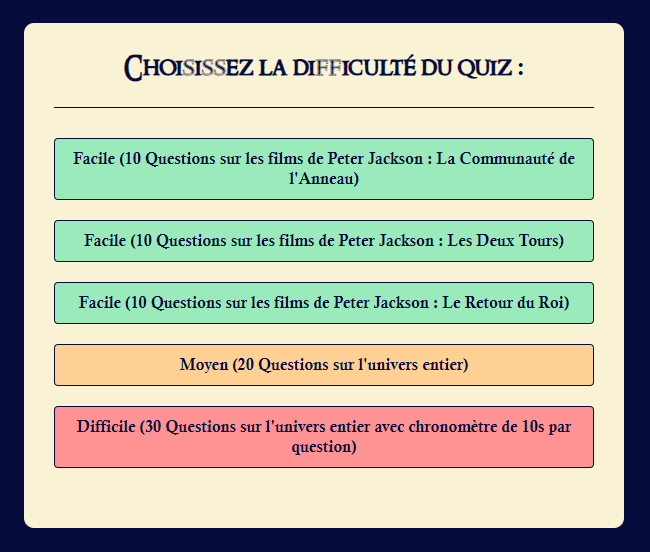 Choisissez la difficulté du quiz :
Facile (10 Questions sur les films de Peter Jackson : La Communauté de
l'Anneau)
Facile (10 Questions sur les films de Peter Jackson : Les Deux Tours)
Facile (10 Questions sur les films de Peter Jackson : Le Retour du Roi)
Moyen (20 Questions sur l'univers entier)
Difficile (30 Questions sur l'univers entier avec chronomètre de 10s par
question)